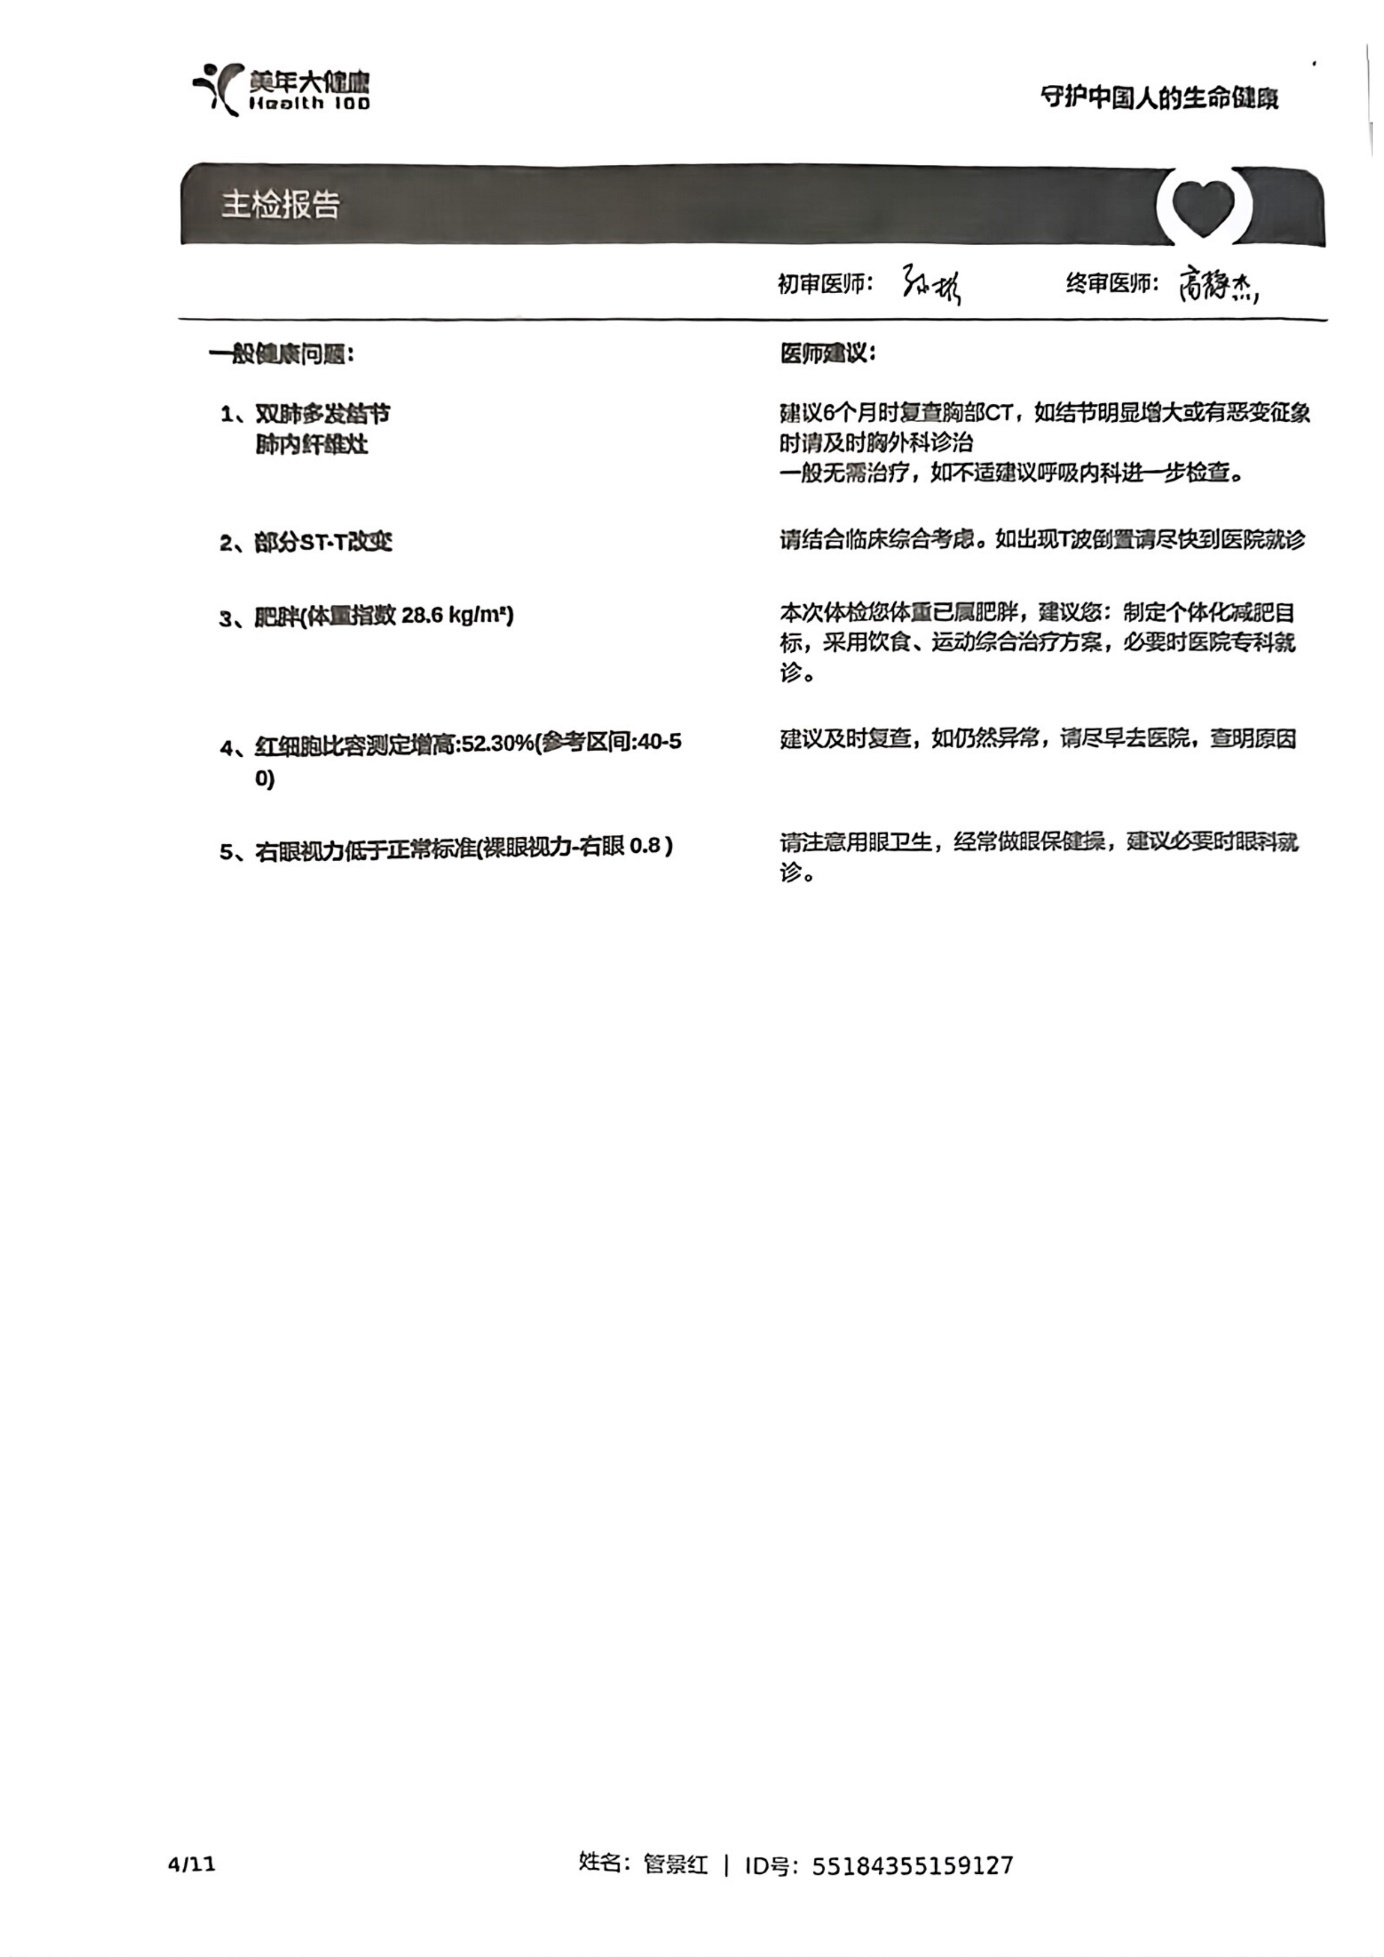 美年大健康
Health 100
守护中国人的生命健康
主检报告
初审医师：
终审医师：高静杰
一般健康问题：
医师建议：
1、双肺多发结节
肺内纤维灶
建议6个月时复查胸部CT，如结节明显增大或有恶变征象
时请及时胸外科诊治
一般无需治疗，如不适建议呼吸内科进一步检查。
2、部分ST-T改变
请结合临床综合考虑。如出现T波倒置请尽快到医院就诊
3、肥胖(体重指数 28.6 kg/m²)
本次体检您体重已属肥胖，建议您：制定个体化减肥目
标，采用饮食、运动综合治疗方案，必要时医院专科就
诊。
4、红细胞比容测定增高:52.30%(参考区间:40-5
0)
建议及时复查，如仍然异常，请尽早去医院，查明原因
5、右眼视力低于正常标准(裸眼视力-右眼 0.8 )
请注意用眼卫生，经常做眼保健操，建议必要时眼科就
诊。
4/11
姓名：管景红 | ID号：55184355159127